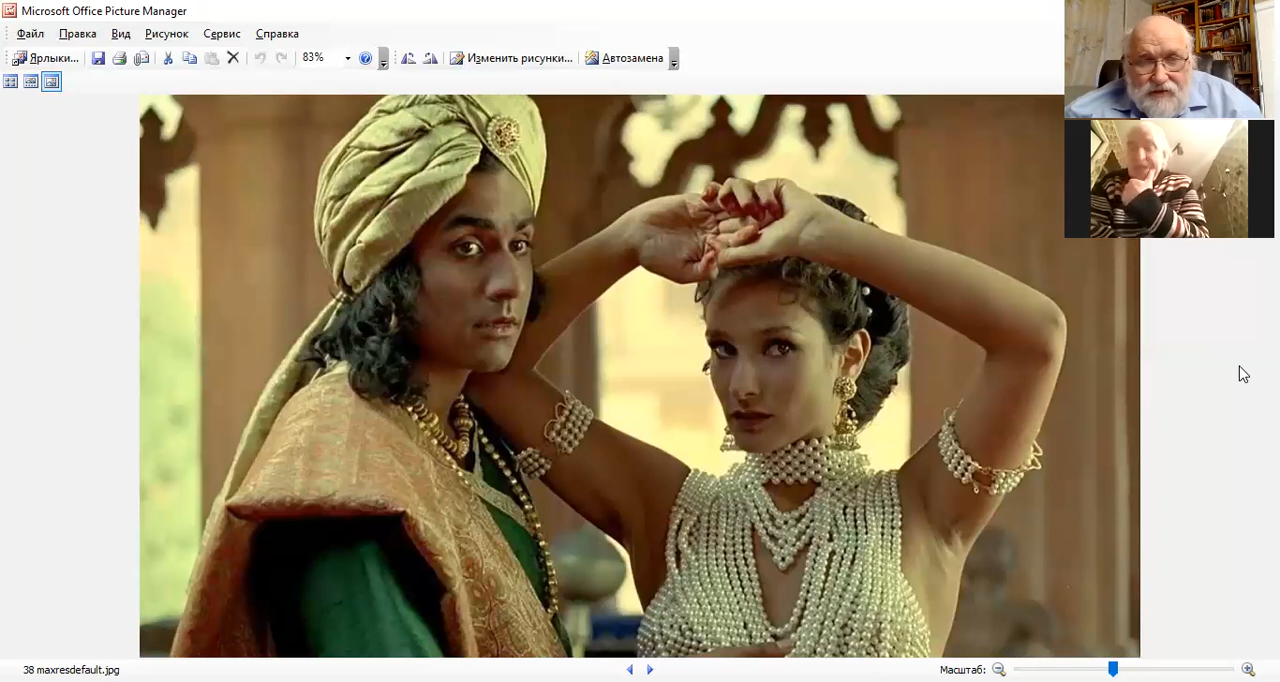 Microsoft Office Picture Manager
Файл Правка Вид Рисунок Сервис Справка
Ярлыки... 83% Изменить рисунки... Автозамена
38 maxresdefault.jpg Масштаб: